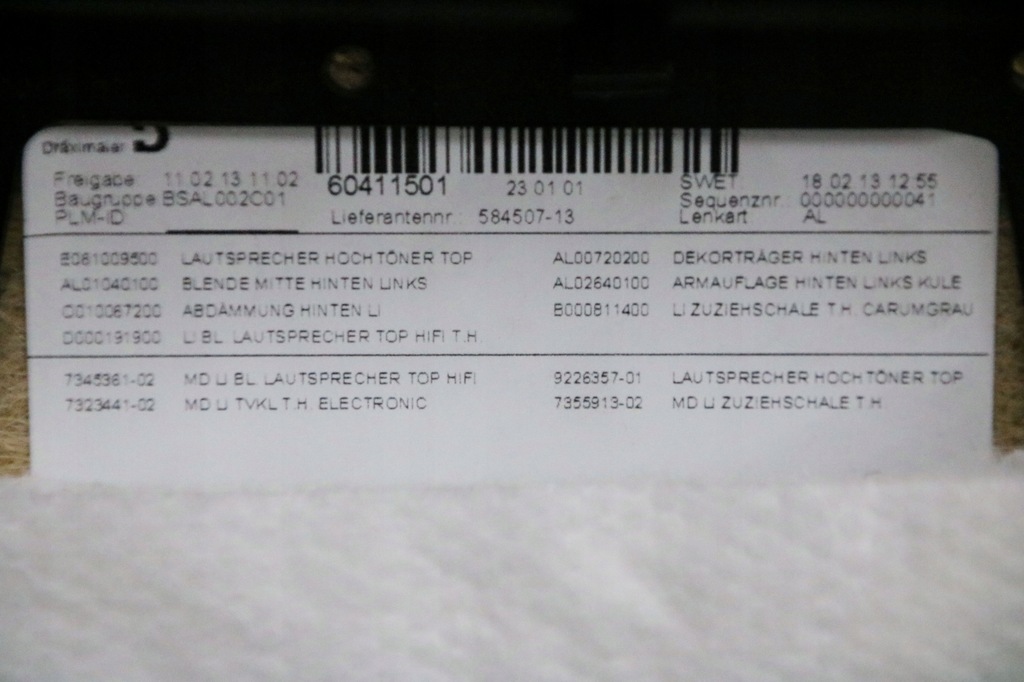 Dräxlmaier
Freigabe 11 02 13 11 02 60411501 23 01 01 SWET 18 02 13 12:55
Baugruppe BSAL002C01 Sequenznr. 000000000041
PLM-ID Lieferantennr.: 584507-13 Lenkart AL
E081009500 LAUTSPRECHER HOCHTÖNER TOP AL00720200 DEKORTRÄGER HINTEN LINKS
AL01040100 BLENDE MITTE HINTEN LINKS AL02640100 ARMAUFLAGE HINTEN LINKS KULE
O010067200 ABDÄMMUNG HINTEN LI B000811400 LI ZUZIEHSCHALE T.H. CARUMGRAU
D000191900 LI BL. LAUTSPRECHER TOP HIFI T.H.
7345361-02 MD LI BL. LAUTSPRECHER TOP HIFI 9226357-01 LAUTSPRECHER HOCHTÖNER TOP
7323441-02 MD LI TVKL T.H. ELECTRONIC 7355913-02 MD LI ZUZIEHSCHALE T.H.